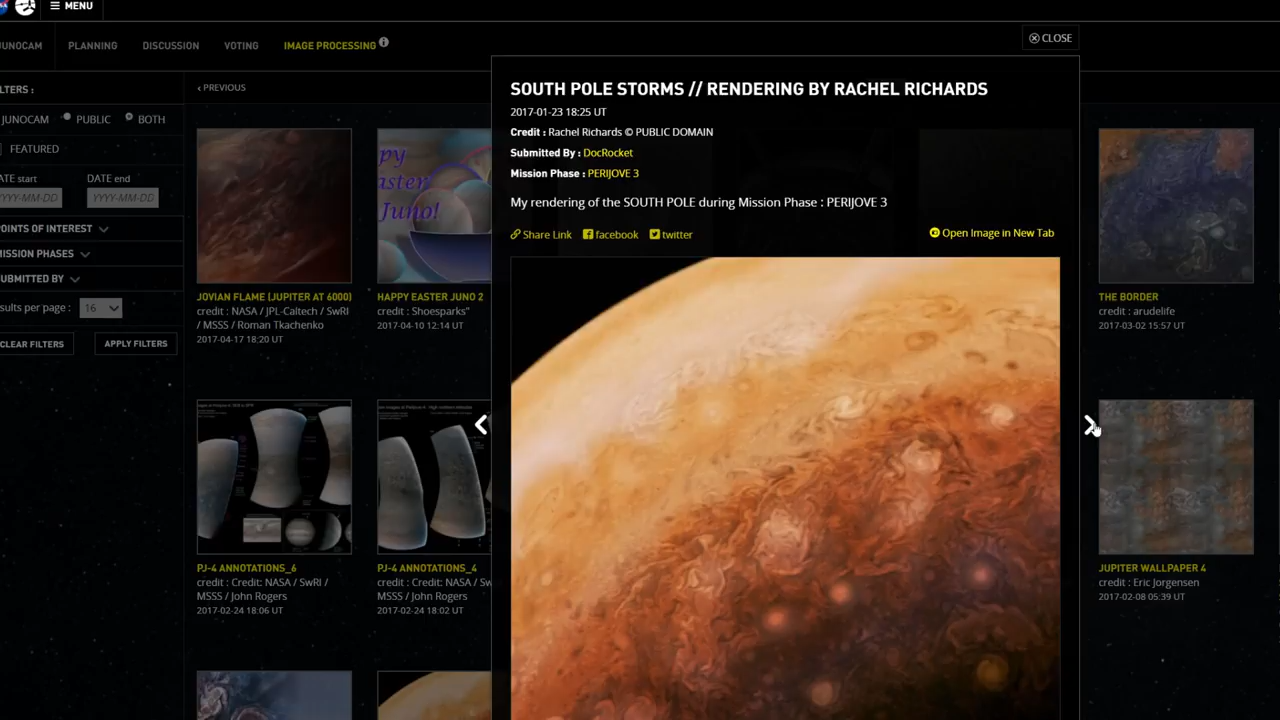 MENU
JUNOCAM
PLANNING
DISCUSSION
VOTING
IMAGE PROCESSING
CLOSE
LTERS :
PREVIOUS
JUNOCAM
PUBLIC
BOTH
FEATURED
ATE start
DATE end
YYYY-MM-DD
YYYY-MM-DD
OINTS OF INTEREST
ISSION PHASES
UBMITTED BY
sults per page :
16
CLEAR FILTERS
APPLY FILTERS
SOUTH POLE STORMS // RENDERING BY RACHEL RICHARDS
2017-01-23 18:25 UT
Credit : Rachel Richards © PUBLIC DOMAIN
Submitted By : DocRocket
Mission Phase : PERIJOVE 3
My rendering of the SOUTH POLE during Mission Phase : PERIJOVE 3
Share Link
facebook
twitter
Open Image in New Tab
py
aster
Juno!
JOVIAN FLAME (JUPITER AT 6000)
credit : NASA / JPL-Caltech / SwRI
/ MSSS / Roman Tkachenko
2017-04-17 18:20 UT
HAPPY EASTER JUNO 2
credit : Shoesparks"
2017-04-10 12:14 UT
THE BORDER
credit : arudelife
2017-03-02 15:57 UT
PJ-4 ANNOTATIONS_6
credit : Credit: NASA / SwRI /
MSSS / John Rogers
2017-02-24 18:06 UT
PJ-4 ANNOTATIONS_4
credit : Credit: NASA / Sw
MSSS / John Rogers
2017-02-24 18:02 UT
JUPITER WALLPAPER 4
credit : Eric Jorgensen
2017-02-08 05:39 UT